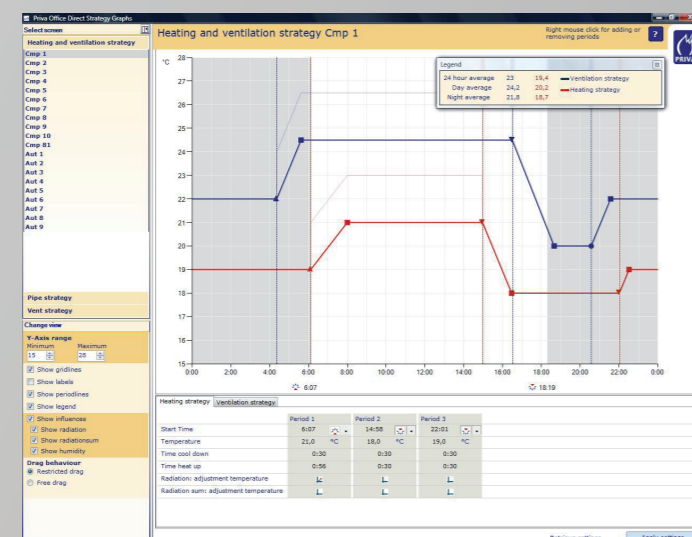 Priva Office Direct Strategy Graphs
Select screen
Heating and ventilation strategy
Cmp 1
Cmp 2
Cmp 3
Cmp 4
Cmp 5
Cmp 6
Cmp 7
Cmp 8
Cmp 9
Cmp 10
Cmp 81
Aut 1
Aut 2
Aut 3
Aut 4
Aut 5
Aut 6
Aut 7
Aut 8
Aut 9
Pipe strategy
Vent strategy
Change view
Y-Axis range
Minimum Maximum
15 28
Show gridlines
Show labels
Show periodlines
Show legend
Show influences
Show radiation
Show radiationsum
Show humidity
Drag behaviour
Restricted drag
Free drag
Heating and ventilation strategy Cmp 1
Right mouse click for adding or
removing periods
?
PRIV
°C
28
27
26
25
24
23
22
21
20
19
18
17
16
15
Legend
24 hour average 23 19,4 Ventilation strategy
Day average 24,2 20,2 Heating strategy
Night average 21,8 18,7
0:00 2:00 4:00 6:00 8:00 10:00 12:00 14:00 16:00 18:00 20:00 22:00 0:00
6:07 18:19
Heating strategy Ventilation strategy
Period 1 Period 2 Period 3
Start Time 6:07 14:58 22:01
Temperature 21,0 °C 18,0 °C 19,0 °C
Time cool down 0:30 0:30 0:30
Time heat up 0:56 0:30 0:30
Radiation: adjustment temperature
Radiation sum: adjustment temperature